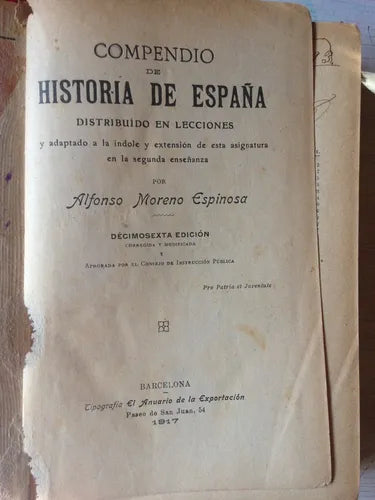 COMPENDIO
DE
HISTORIA DE ESPAÑA
DISTRIBUÍDO EN LECCIONES
y adaptado a la índole y extensión de esta asignatura
en la segunda enseñanza
POR
Alfonso Moreno Espinosa
DÉCIMOSEXTA EDICIÓN
CORREGIDA Y MODIFICADA
Y
APROBADA POR EL CONSEJO DE INSTRUCCIÓN PÚBLICA
Pro Patria et Juventute
BARCELONA
Tipografía El Anuario de la Exportación
Paseo de San Juan, 54
1917